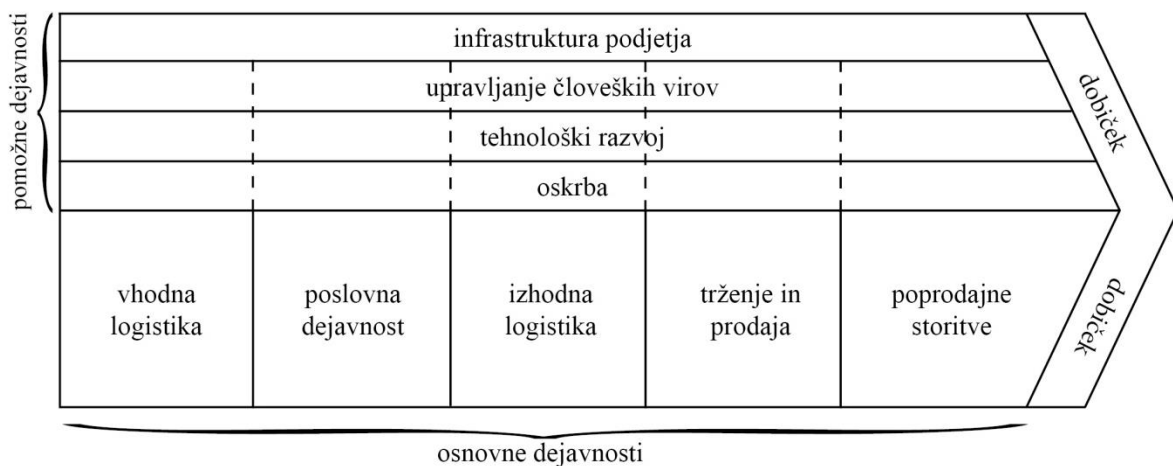 pomožne dejavnosti
infrastruktura podjetja
upravljanje človeških virov
tehnološki razvoj
oskrba
dobiček
vhodna
logistika
poslovna
dejavnost
izhodna
logistika
trženje in
prodaja
poprodajne
storitve
dobiček
osnovne dejavnosti